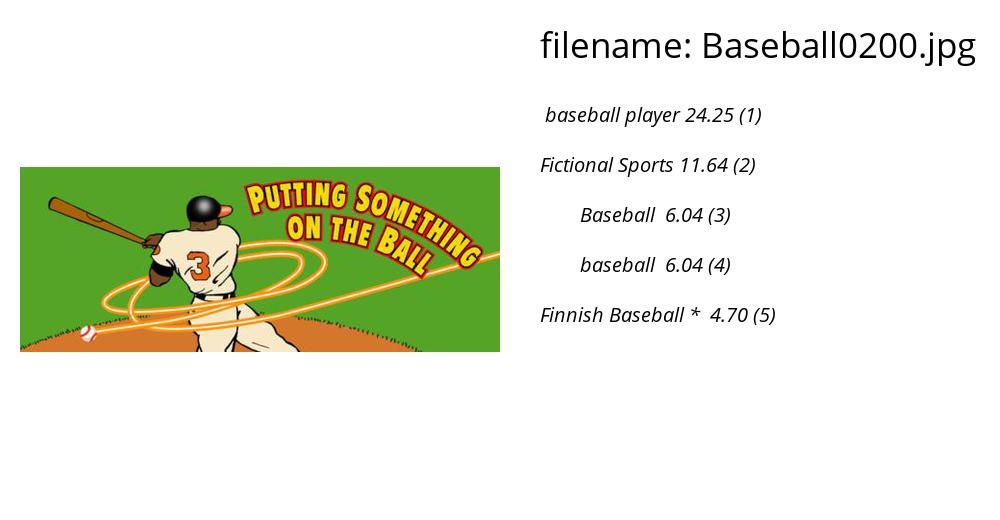 filename: Baseball0200.jpg
baseball player 24.25 (1)
Fictional Sports 11.64 (2)
Baseball 6.04 (3)
baseball 6.04 (4)
Finnish Baseball * 4.70 (5)
PUTTING SOMETHING
ON THE BALL
3